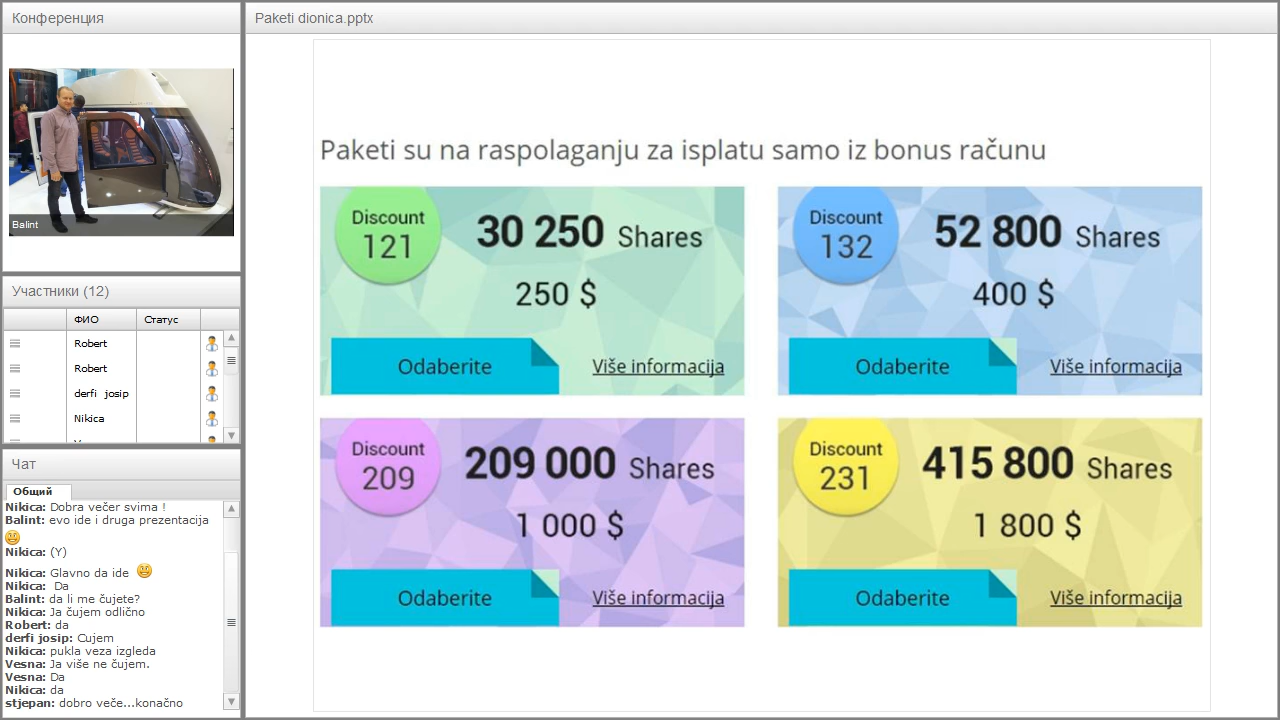 Конференция
Balint
Участники (12)
ФИО Статус
Robert
Robert
derfi josip
Nikica
Чат
Общий
Nikica: Dobra večer svima !
Balint: evo ide i druga prezentacija
Nikica: (Y)
Nikica: Glavno da ide
Nikica: Da
Balint: da li me čujete?
Nikica: Ja čujem odlično
Robert: da
derfi josip: Cujem
Nikica: pukla veza izgleda
Vesna: Ja više ne čujem.
Vesna: Da
Nikica: da
stjepan: dobro veče...konačno
Paketi dionica.pptx
Paketi su na raspolaganju za isplatu samo iz bonus računu
Discount
121
30 250 Shares
250 $
Odaberite
Više informacija
Discount
132
52 800 Shares
400 $
Odaberite
Više informacija
Discount
209
209 000 Shares
1 000 $
Odaberite
Više informacija
Discount
231
415 800 Shares
1 800 $
Odaberite
Više informacija